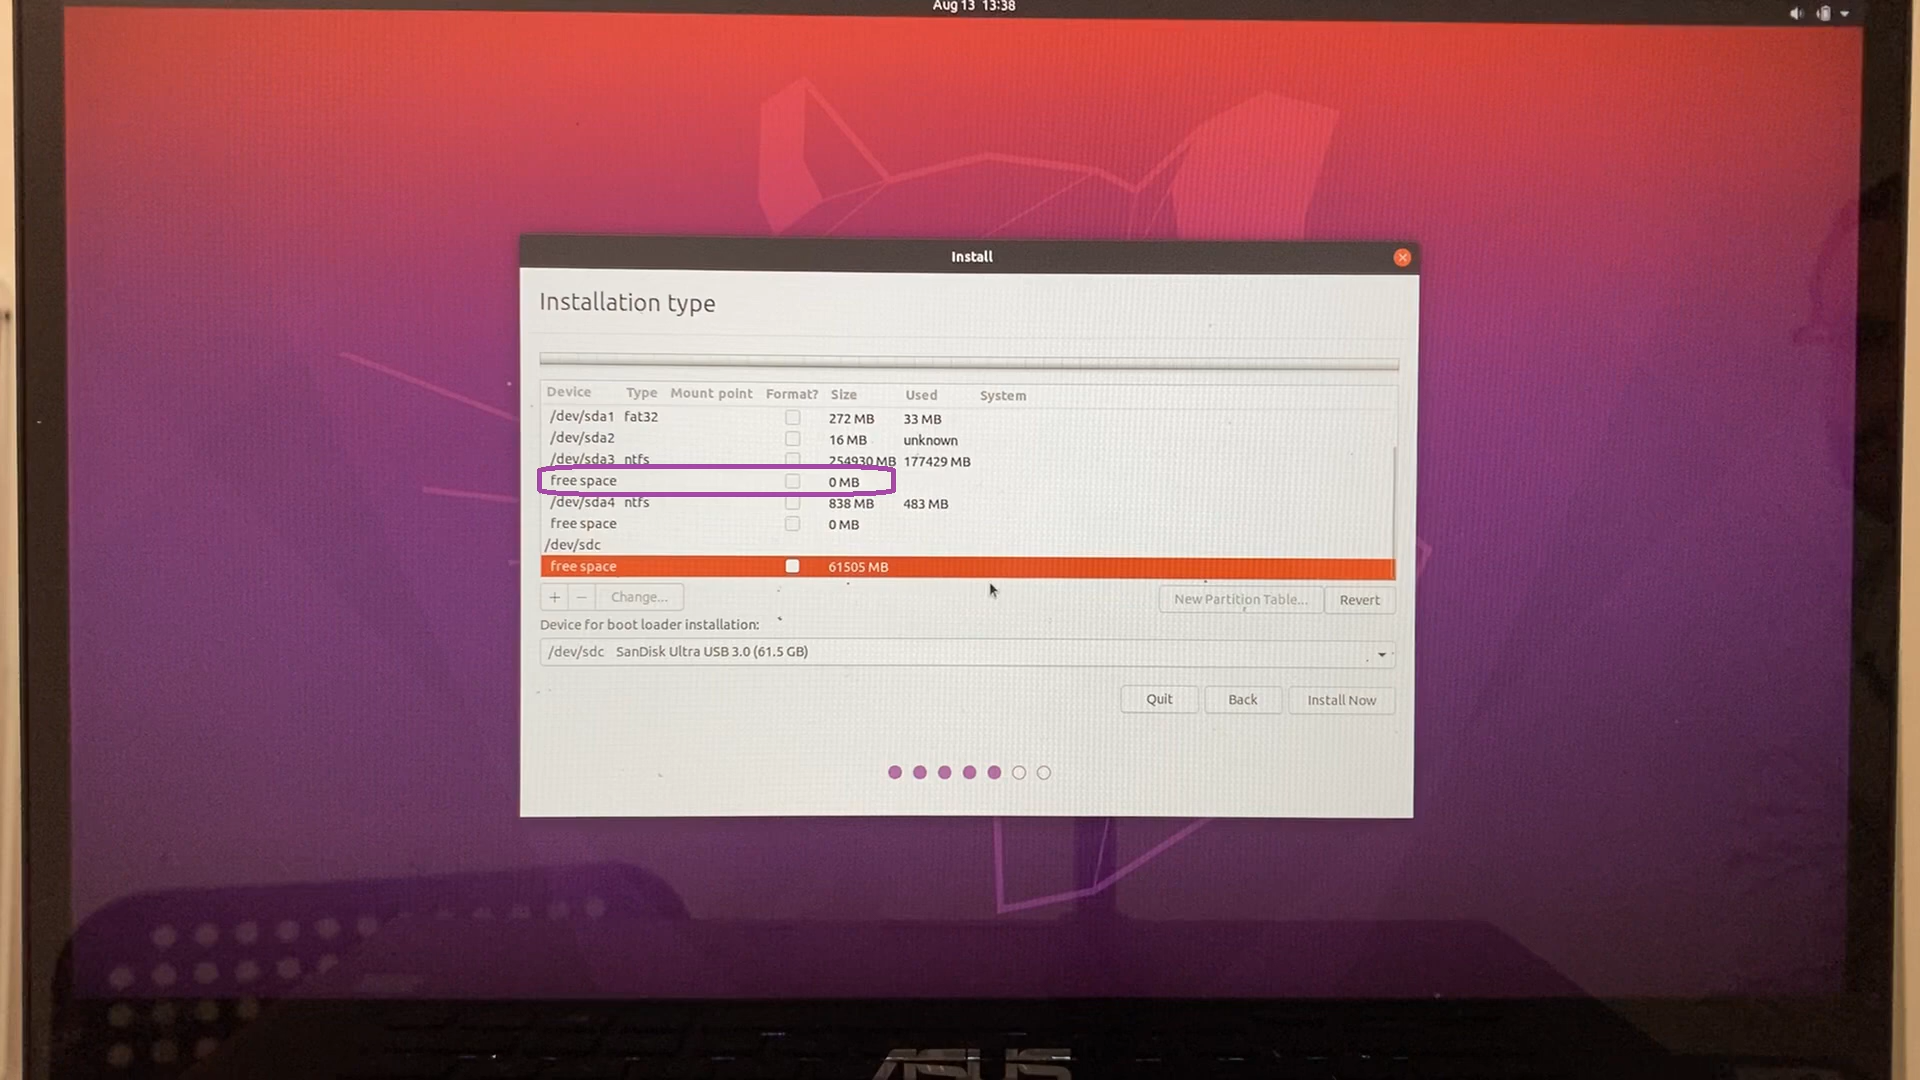 Aug 13 13:38
Install
Installation type
Device Type Mount point Format? Size Used System
/dev/sda1 fat32 272 MB 33 MB
/dev/sda2 16 MB unknown
/dev/sda3 ntfs 254930 MB 177429 MB
free space 0 MB
/dev/sda4 ntfs 838 MB 483 MB
free space 0 MB
/dev/sdc
free space 61505 MB
+ − Change... New Partition Table... Revert
Device for boot loader installation:
/dev/sdc SanDisk Ultra USB 3.0 (61.5 GB)
Quit Back Install Now
ASUS